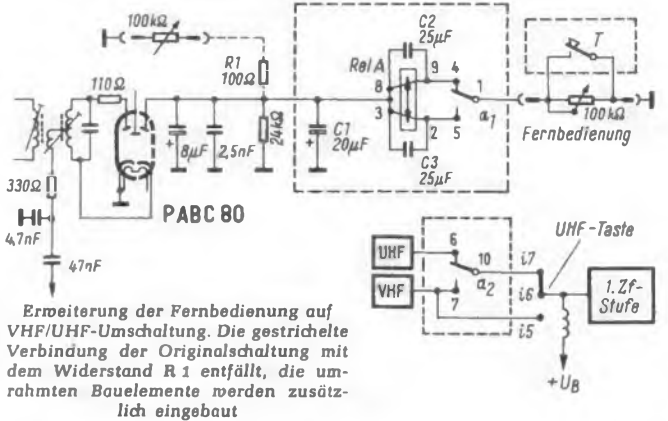 100kΩ
R1
100Ω
110Ω
330Ω
4,7nF
47nF
PABC 80
+
8µF
2,5nF
24kΩ
C1
+
20µF
C2
25µF
Rel A
8
3
9
4
2
5
1
a1
C3
25µF
T
100kΩ
Fernbedienung
UHF
VHF
6
10
7
a2
i7
i6
i5
UHF-Taste
1.Zf-
Stufe
+UB
Erweiterung der Fernbedienung auf
VHF/UHF-Umschaltung. Die gestrichelte
Verbindung der Originalschaltung mit
dem Widerstand R 1 entfällt, die um-
rahmten Bauelemente werden zusätz-
lich eingebaut